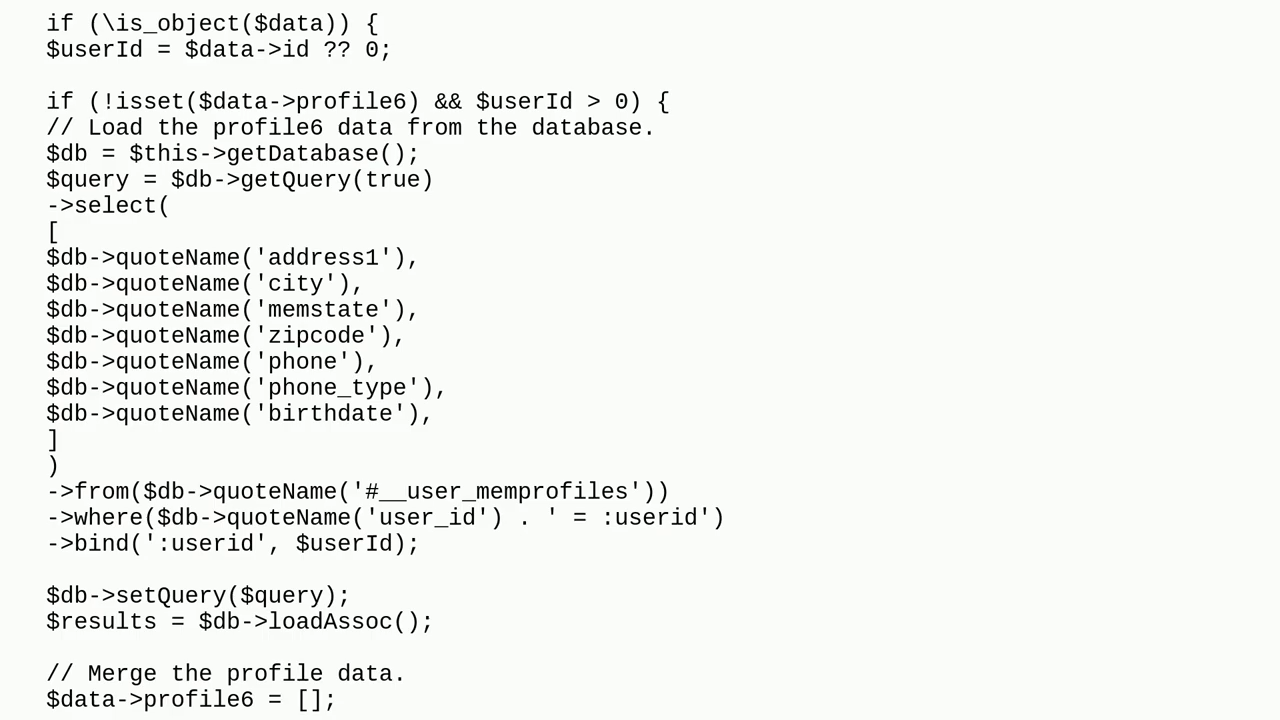 if (\is_object($data)) {
$userId = $data->id ?? 0;

if (!isset($data->profile6) && $userId > 0) {
// Load the profile6 data from the database.
$db = $this->getDatabase();
$query = $db->getQuery(true)
->select(
[
$db->quoteName('address1'),
$db->quoteName('city'),
$db->quoteName('memstate'),
$db->quoteName('zipcode'),
$db->quoteName('phone'),
$db->quoteName('phone_type'),
$db->quoteName('birthdate'),
]
)
->from($db->quoteName('#__user_memprofiles'))
->where($db->quoteName('user_id') . ' = :userid')
->bind(':userid', $userId);

$db->setQuery($query);
$results = $db->loadAssoc();

// Merge the profile data.
$data->profile6 = [];